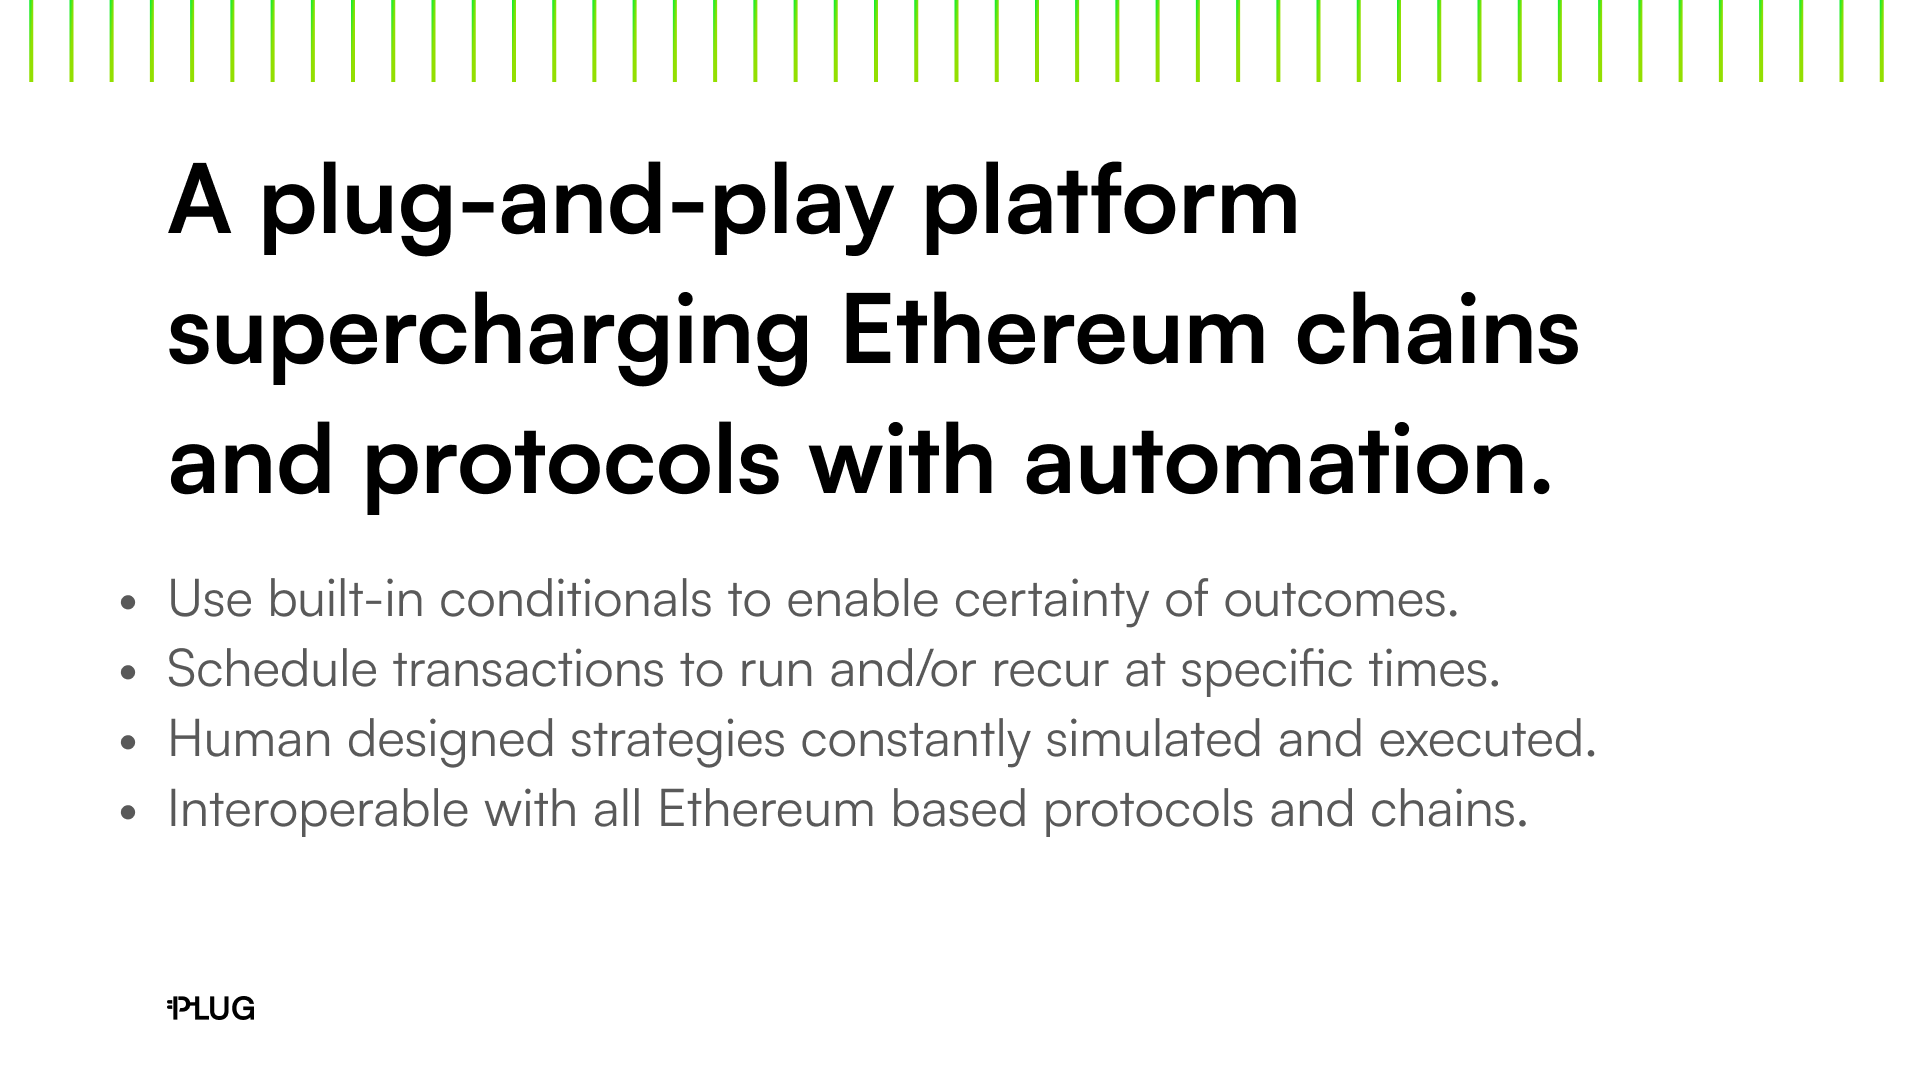 A plug-and-play platform
supercharging Ethereum chains
and protocols with automation.
• Use built-in conditionals to enable certainty of outcomes.
• Schedule transactions to run and/or recur at specific times.
• Human designed strategies constantly simulated and executed.
• Interoperable with all Ethereum based protocols and chains.
PLUG